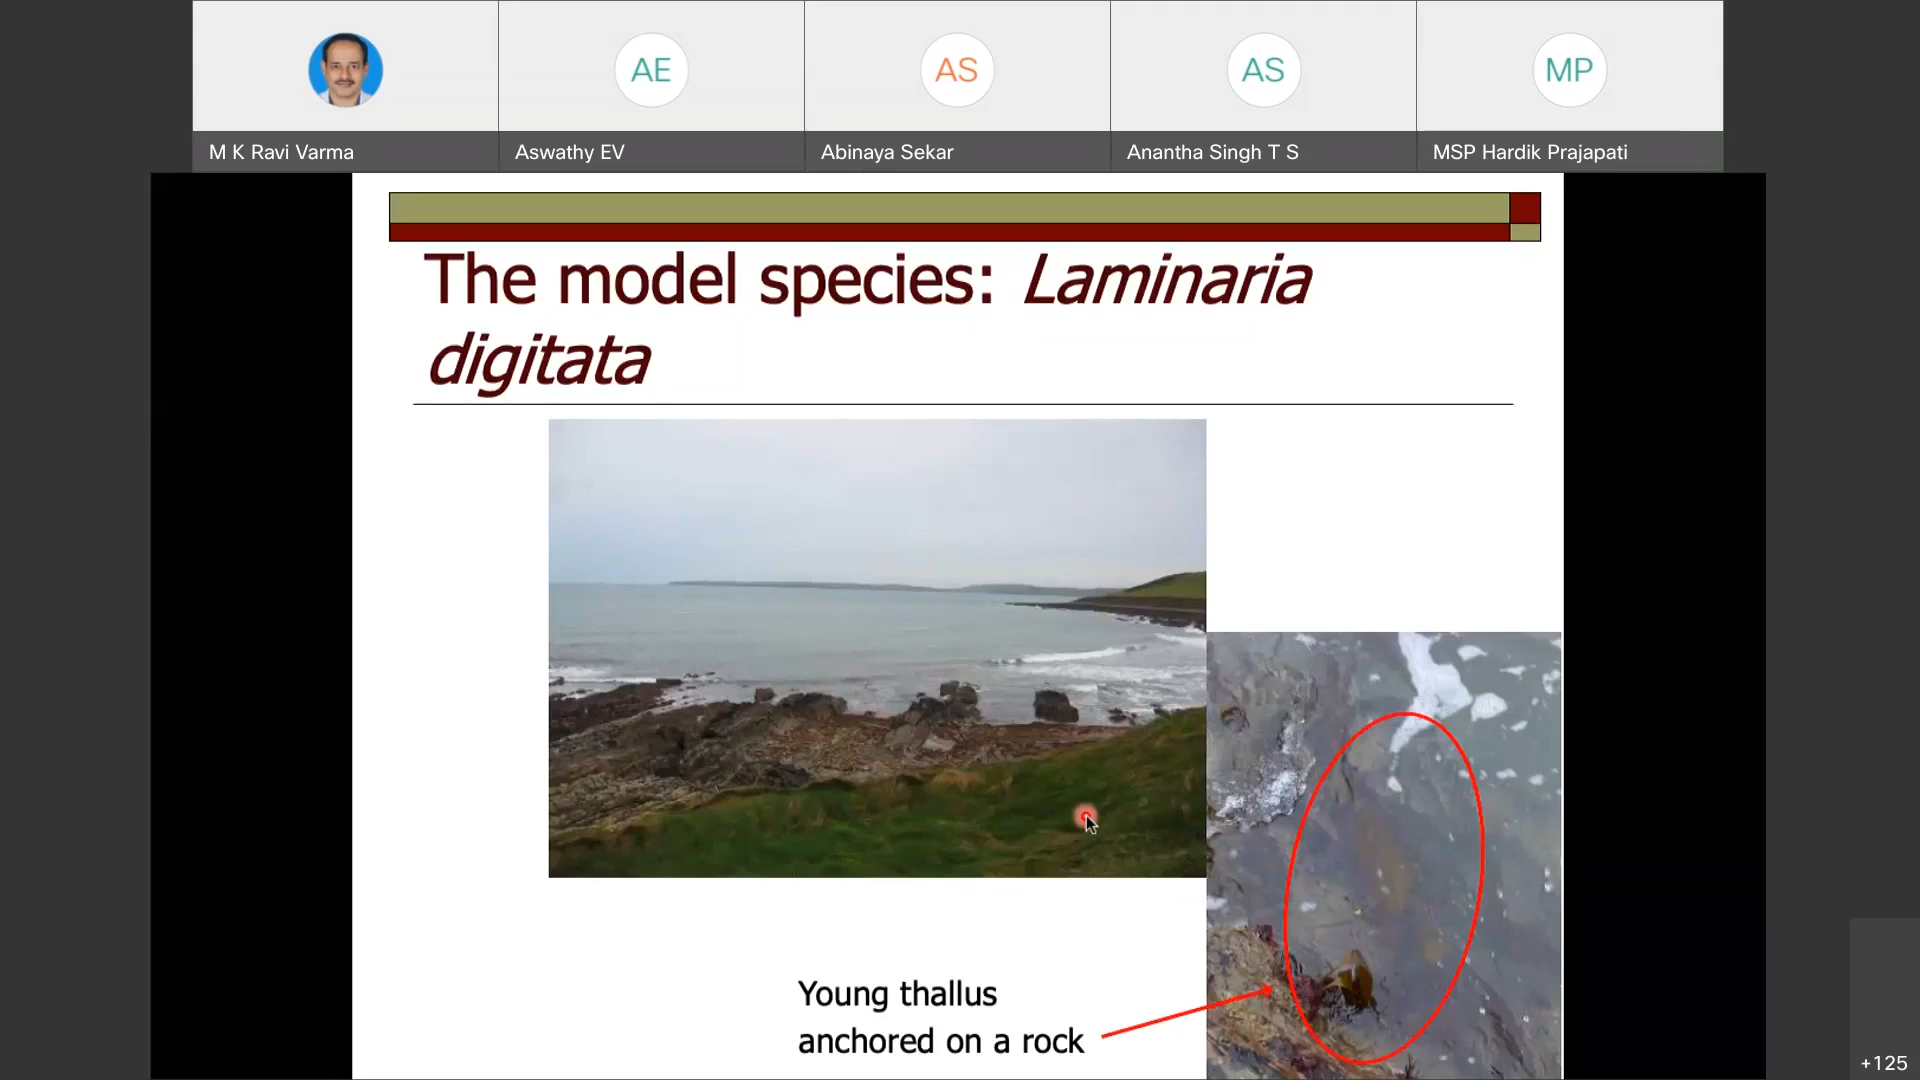 AE
AS
AS
MP
M K Ravi Varma
Aswathy EV
Abinaya Sekar
Anantha Singh T S
MSP Hardik Prajapati
The model species: Laminaria
digitata
Young thallus
anchored on a rock
+125